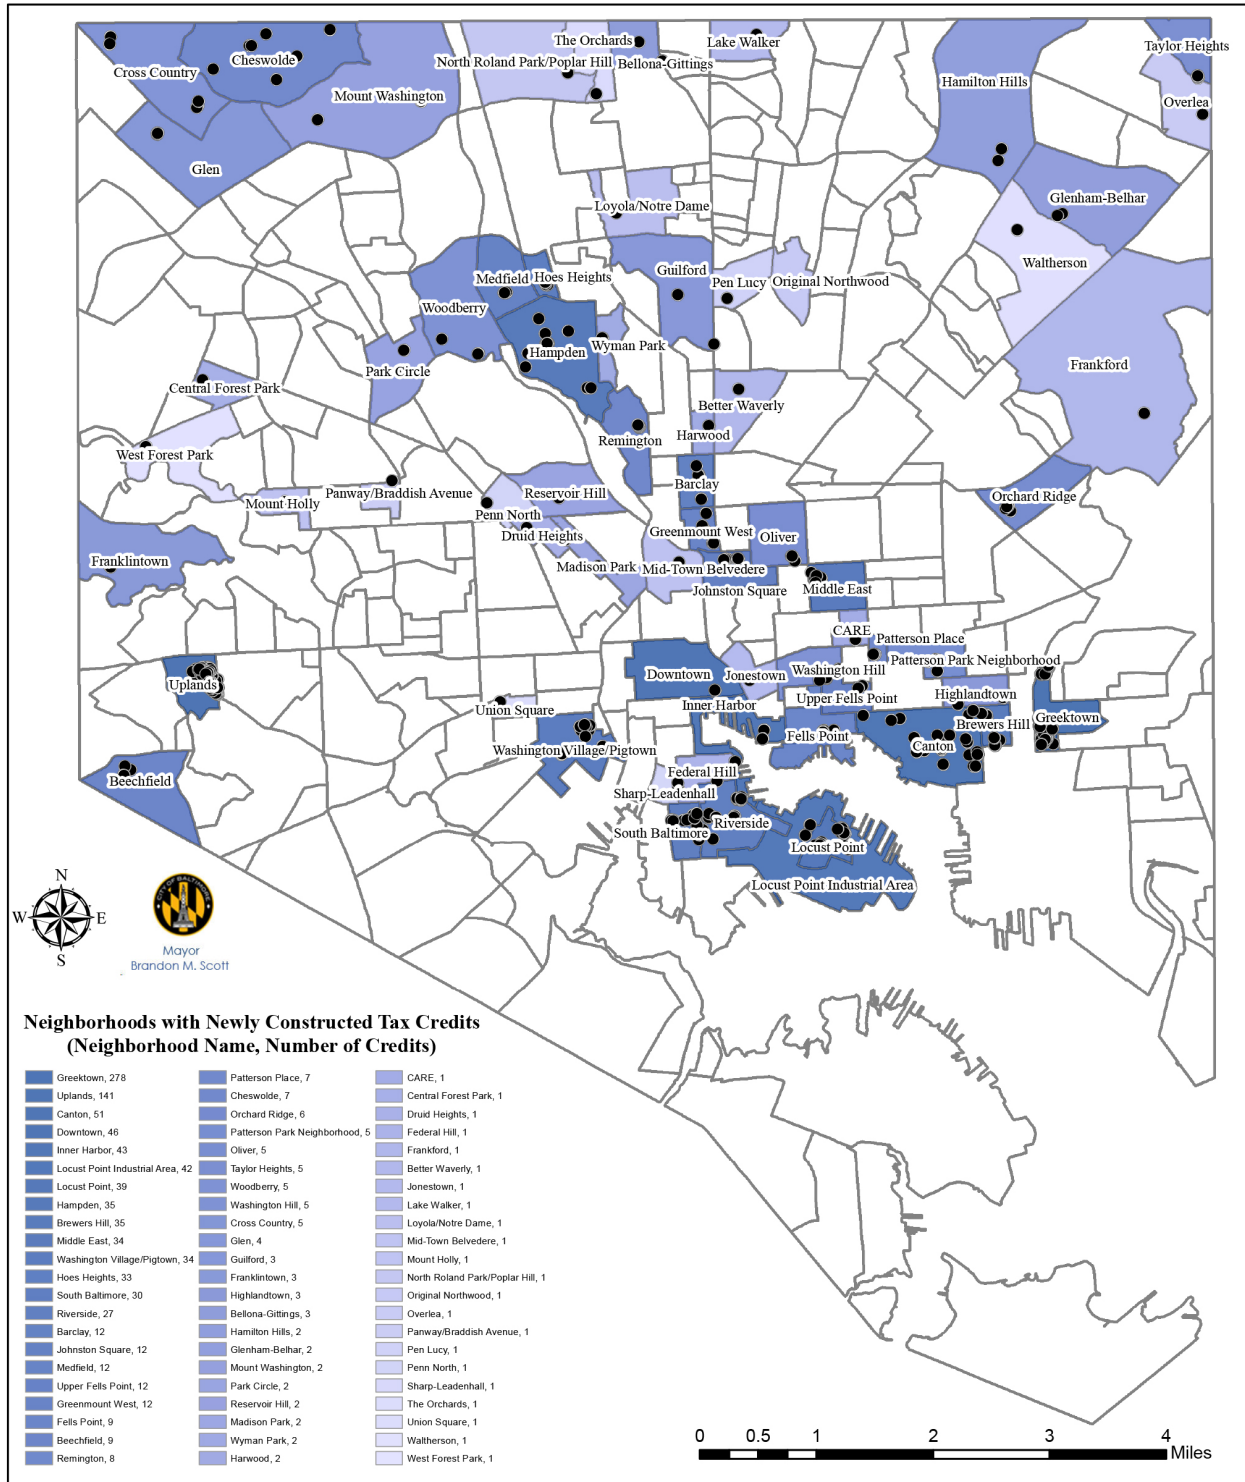 Cross Country
Cheswolde
Mount Washington
Glen
The Orchards
North Roland Park/Poplar Hill
Bellona-Gittings
Lake Walker
Taylor Heights
Hamilton Hills
Overlea
Glenham-Belhar
Loyola/Notre Dame
Waltherson
Guilford
Medfield
Hoes Heights
Pen Lucy
Original Northwood
Woodberry
Wyman Park
Hampden
Park Circle
Frankford
Central Forest Park
Better Waverly
Harwood
Remington
West Forest Park
Barclay
Panway/Braddish Avenue
Reservoir Hill
Orchard Ridge
Mount Holly
Penn North
Druid Heights
Greenmount West
Oliver
Franklintown
Madison Park
Mid-Town Belvedere
Johnston Square
Middle East
CARE
Patterson Place
Patterson Park Neighborhood
Uplands
Downtown
Jonestown
Washington Hill
Upper Fells Point
Highlandtown
Union Square
Inner Harbor
Brewers Hill
Greektown
Fells Point
Canton
Washington Village/Pigtown
Beechfield
Federal Hill
Sharp-Leadenhall
Riverside
South Baltimore
Locust Point
Locust Point Industrial Area
N
W
E
S
CITY OF BALTIMORE
Mayor
Brandon M. Scott
Neighborhoods with Newly Constructed Tax Credits
(Neighborhood Name, Number of Credits)
Greektown, 278
Uplands, 141
Canton, 51
Downtown, 46
Inner Harbor, 43
Locust Point Industrial Area, 42
Locust Point, 39
Hampden, 35
Brewers Hill, 35
Middle East, 34
Washington Village/Pigtown, 34
Hoes Heights, 33
South Baltimore, 30
Riverside, 27
Barclay, 12
Johnston Square, 12
Medfield, 12
Upper Fells Point, 12
Greenmount West, 12
Fells Point, 9
Beechfield, 9
Remington, 8
Patterson Place, 7
Cheswolde, 7
Orchard Ridge, 6
Patterson Park Neighborhood, 5
Oliver, 5
Taylor Heights, 5
Woodberry, 5
Washington Hill, 5
Cross Country, 5
Glen, 4
Guilford, 3
Franklintown, 3
Highlandtown, 3
Bellona-Gittings, 3
Hamilton Hills, 2
Glenham-Belhar, 2
Mount Washington, 2
Park Circle, 2
Reservoir Hill, 2
Madison Park, 2
Wyman Park, 2
Harwood, 2
CARE, 1
Central Forest Park, 1
Druid Heights, 1
Federal Hill, 1
Frankford, 1
Better Waverly, 1
Jonestown, 1
Lake Walker, 1
Loyola/Notre Dame, 1
Mid-Town Belvedere, 1
Mount Holly, 1
North Roland Park/Poplar Hill, 1
Original Northwood, 1
Overlea, 1
Panway/Braddish Avenue, 1
Pen Lucy, 1
Penn North, 1
Sharp-Leadenhall, 1
The Orchards, 1
Union Square, 1
Waltherson, 1
West Forest Park, 1
0 0.5 1 2 3 4
Miles